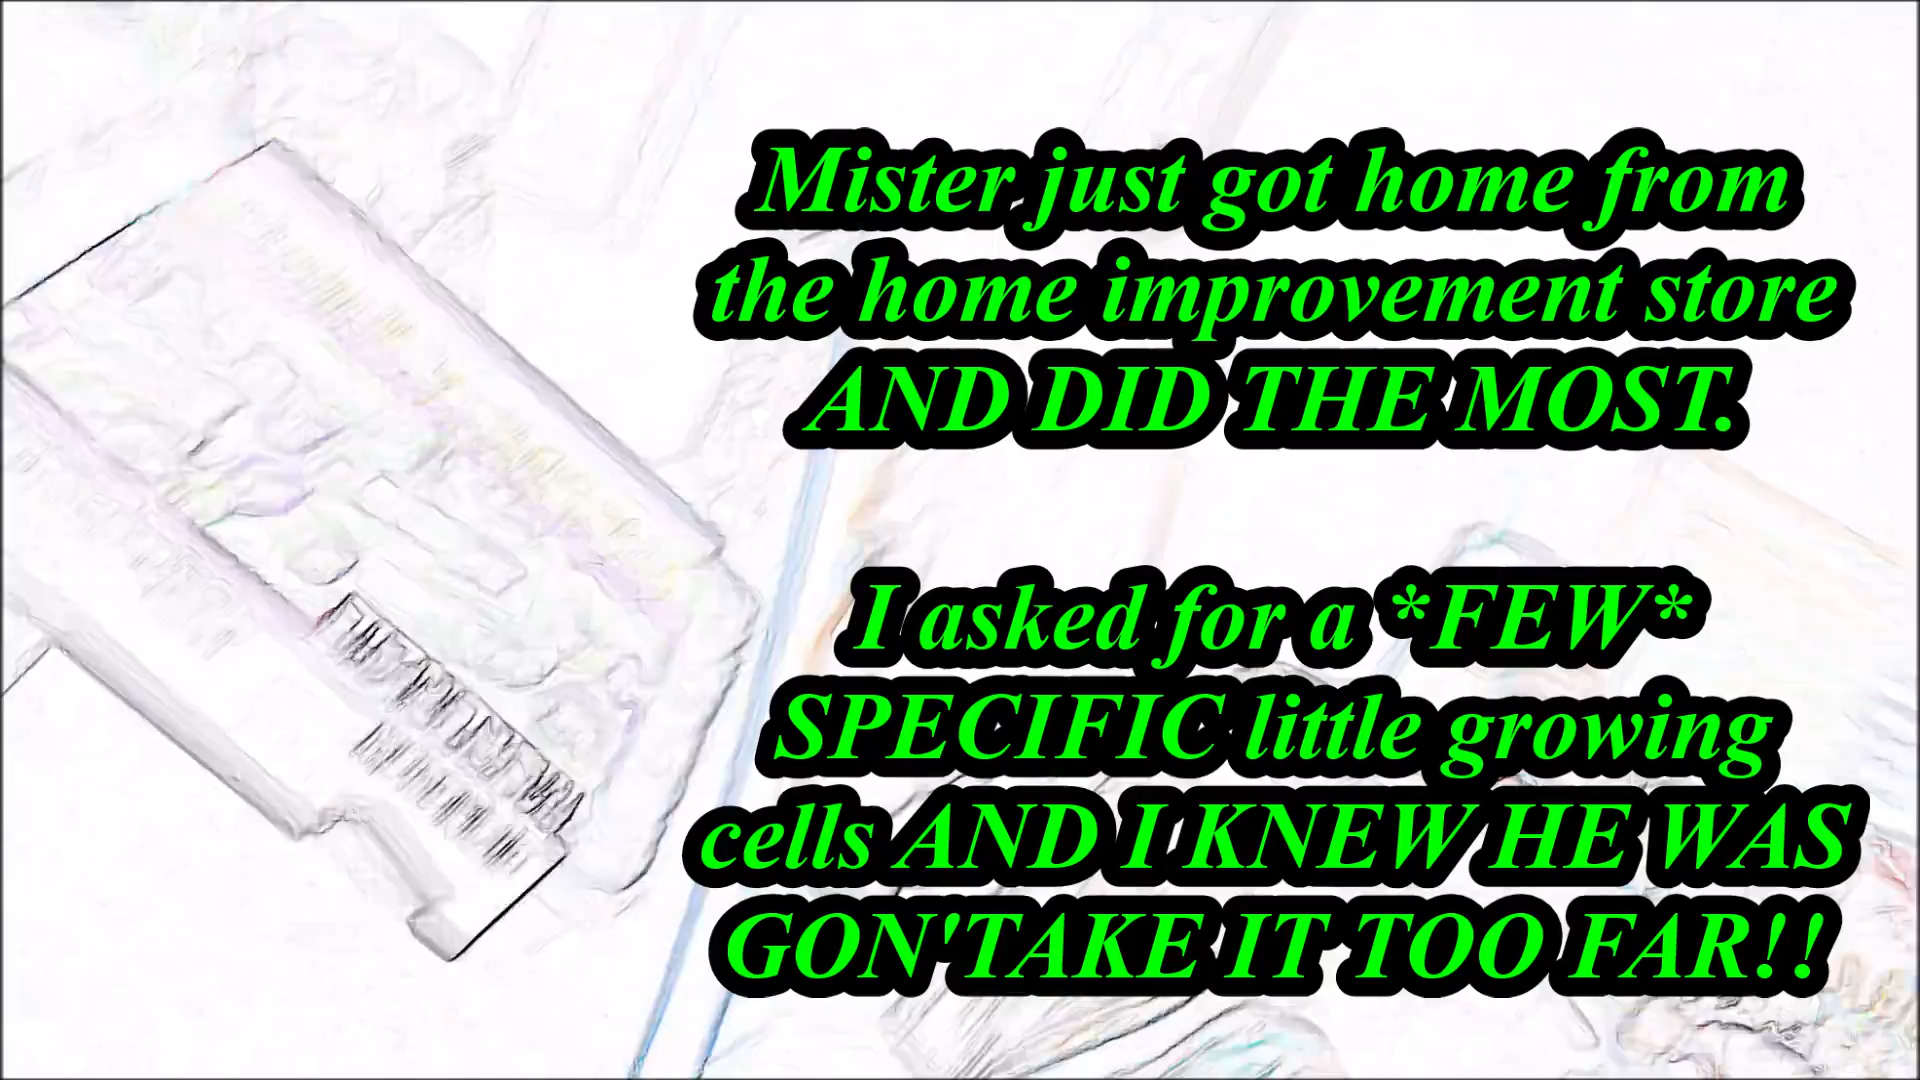 Mister just got home from
the home improvement store
AND DID THE MOST.
I asked for a *FEW*
SPECIFIC little growing
cells AND I KNEW HE WAS
GON'TAKE IT TOO FAR!!